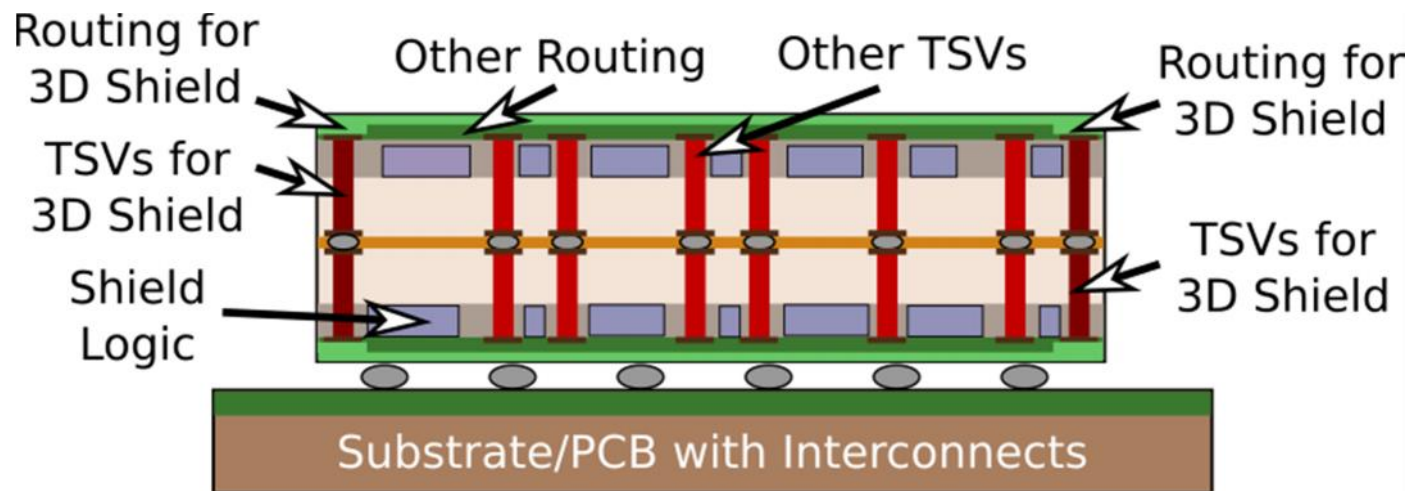 Routing for
3D Shield
Other Routing
Other TSVs
Routing for
3D Shield
TSVs for
3D Shield
TSVs for
3D Shield
Shield
Logic
Substrate/PCB with Interconnects